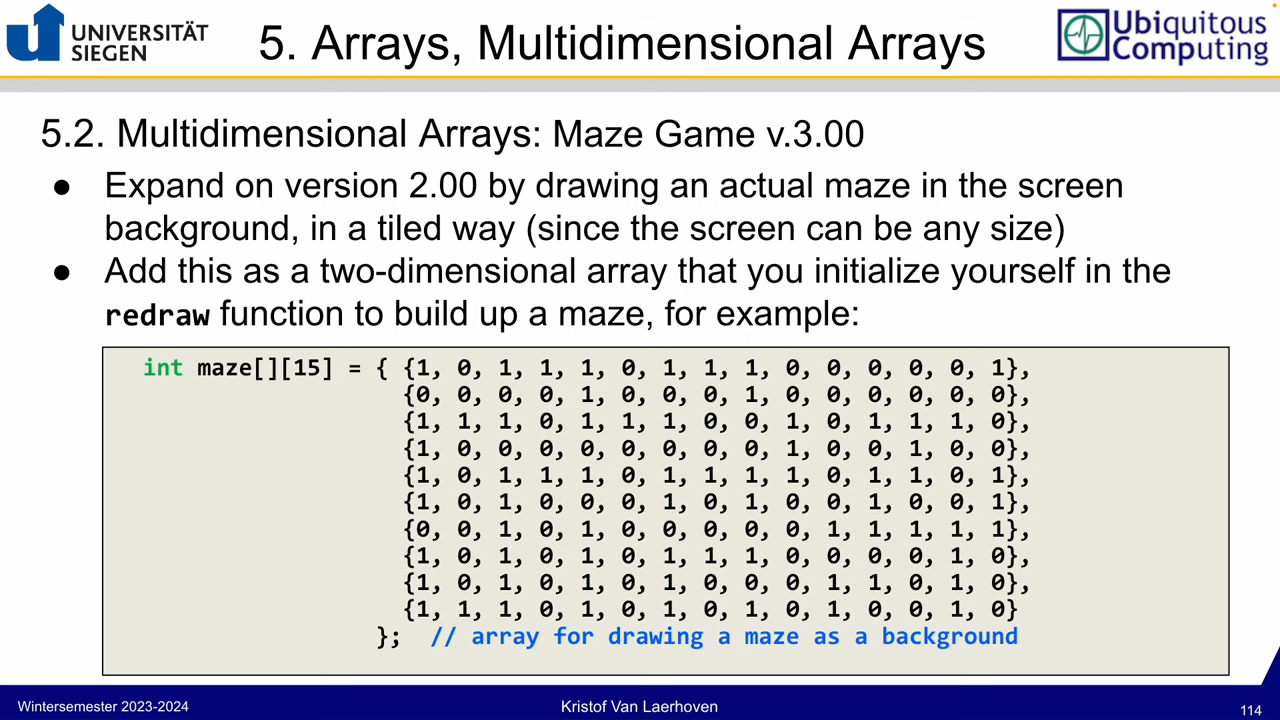 UNIVERSITÄT
SIEGEN
5. Arrays, Multidimensional Arrays
Ubiquitous
Computing
5.2. Multidimensional Arrays: Maze Game v.3.00
● Expand on version 2.00 by drawing an actual maze in the screen
background, in a tiled way (since the screen can be any size)
● Add this as a two-dimensional array that you initialize yourself in the
redraw function to build up a maze, for example:
int maze[][15] = { {1, 0, 1, 1, 1, 0, 1, 1, 1, 0, 0, 0, 0, 0, 1},
{0, 0, 0, 0, 1, 0, 0, 0, 1, 0, 0, 0, 0, 0, 0},
{1, 1, 1, 0, 1, 1, 1, 0, 0, 1, 0, 1, 1, 1, 0},
{1, 0, 0, 0, 0, 0, 0, 0, 0, 1, 0, 0, 1, 0, 0},
{1, 0, 1, 1, 1, 0, 1, 1, 1, 1, 0, 1, 1, 0, 1},
{1, 0, 1, 0, 0, 0, 1, 0, 1, 0, 0, 1, 0, 0, 1},
{0, 0, 1, 0, 1, 0, 0, 0, 0, 0, 1, 1, 1, 1, 1},
{1, 0, 1, 0, 1, 0, 1, 1, 1, 0, 0, 0, 0, 1, 0},
{1, 0, 1, 0, 1, 0, 1, 0, 0, 0, 1, 1, 0, 1, 0},
{1, 1, 1, 0, 1, 0, 1, 0, 1, 0, 1, 0, 0, 1, 0}
}; // array for drawing a maze as a background
Wintersemester 2023-2024
Kristof Van Laerhoven
114